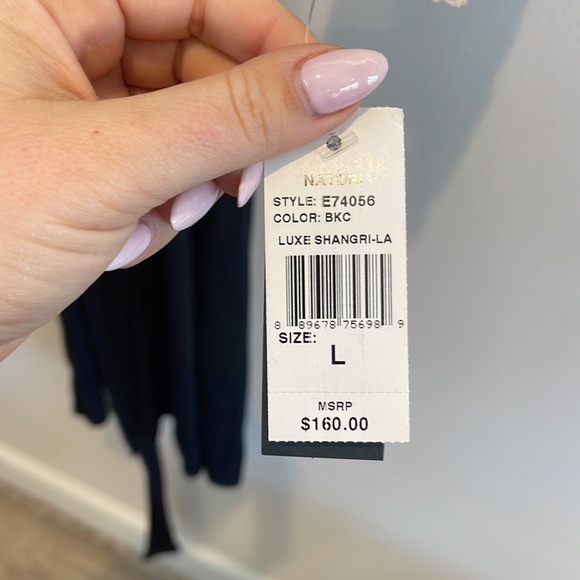 NATORI
STYLE: E74056
COLOR: BKC
LUXE SHANGRI-LA
8 89678 75698 9
SIZE:
L
MSRP
$160.00